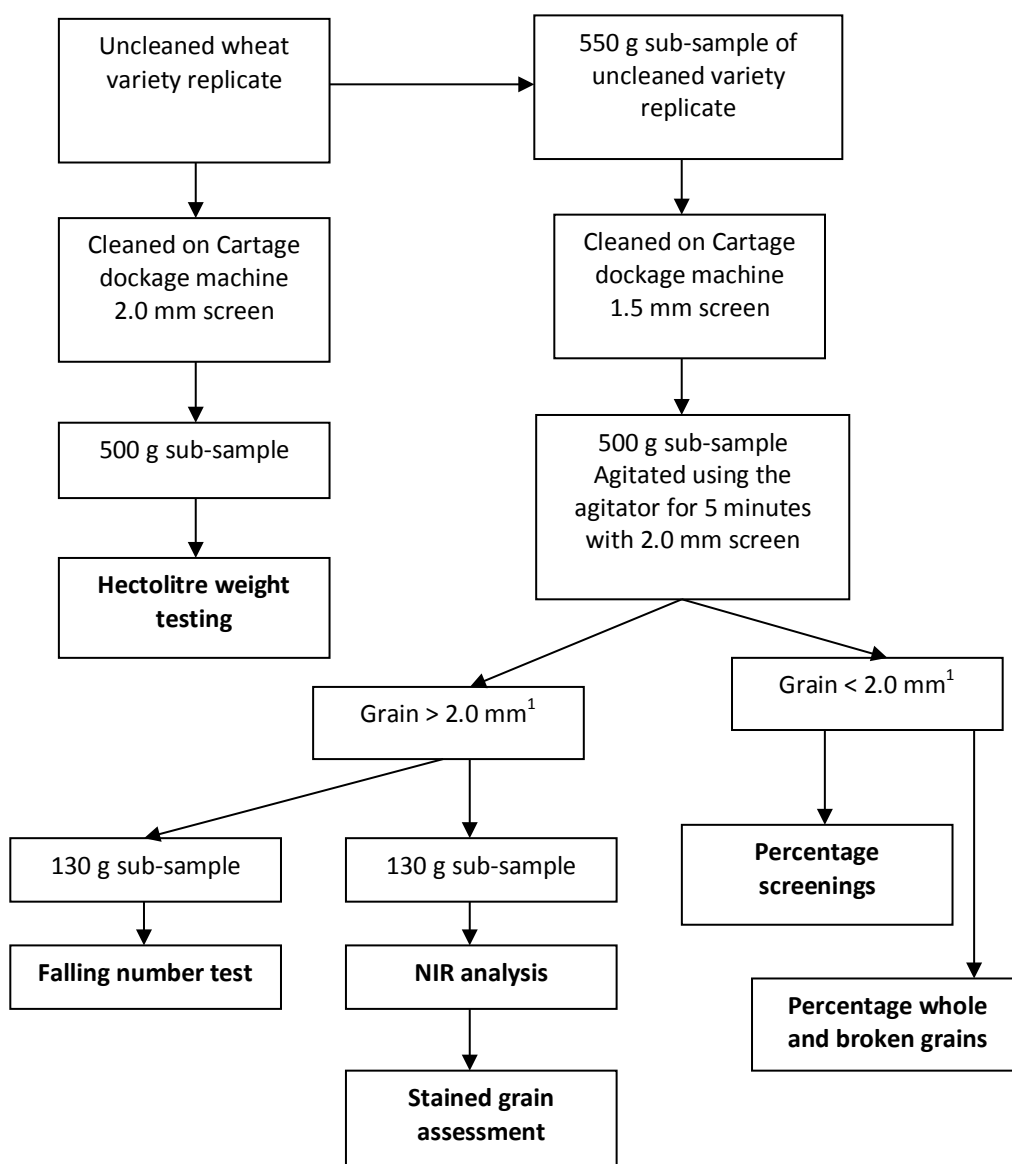 Uncleaned wheat
variety replicate
550 g sub-sample of
uncleaned variety
replicate
Cleaned on Cartage
dockage machine
2.0 mm screen
Cleaned on Cartage
dockage machine
1.5 mm screen
500 g sub-sample
500 g sub-sample
Agitated using the
agitator for 5 minutes
with 2.0 mm screen
Hectolitre weight
testing
Grain > 2.0 mm¹
Grain < 2.0 mm¹
130 g sub-sample
130 g sub-sample
Percentage
screenings
Falling number test
NIR analysis
Percentage whole
and broken grains
Stained grain
assessment